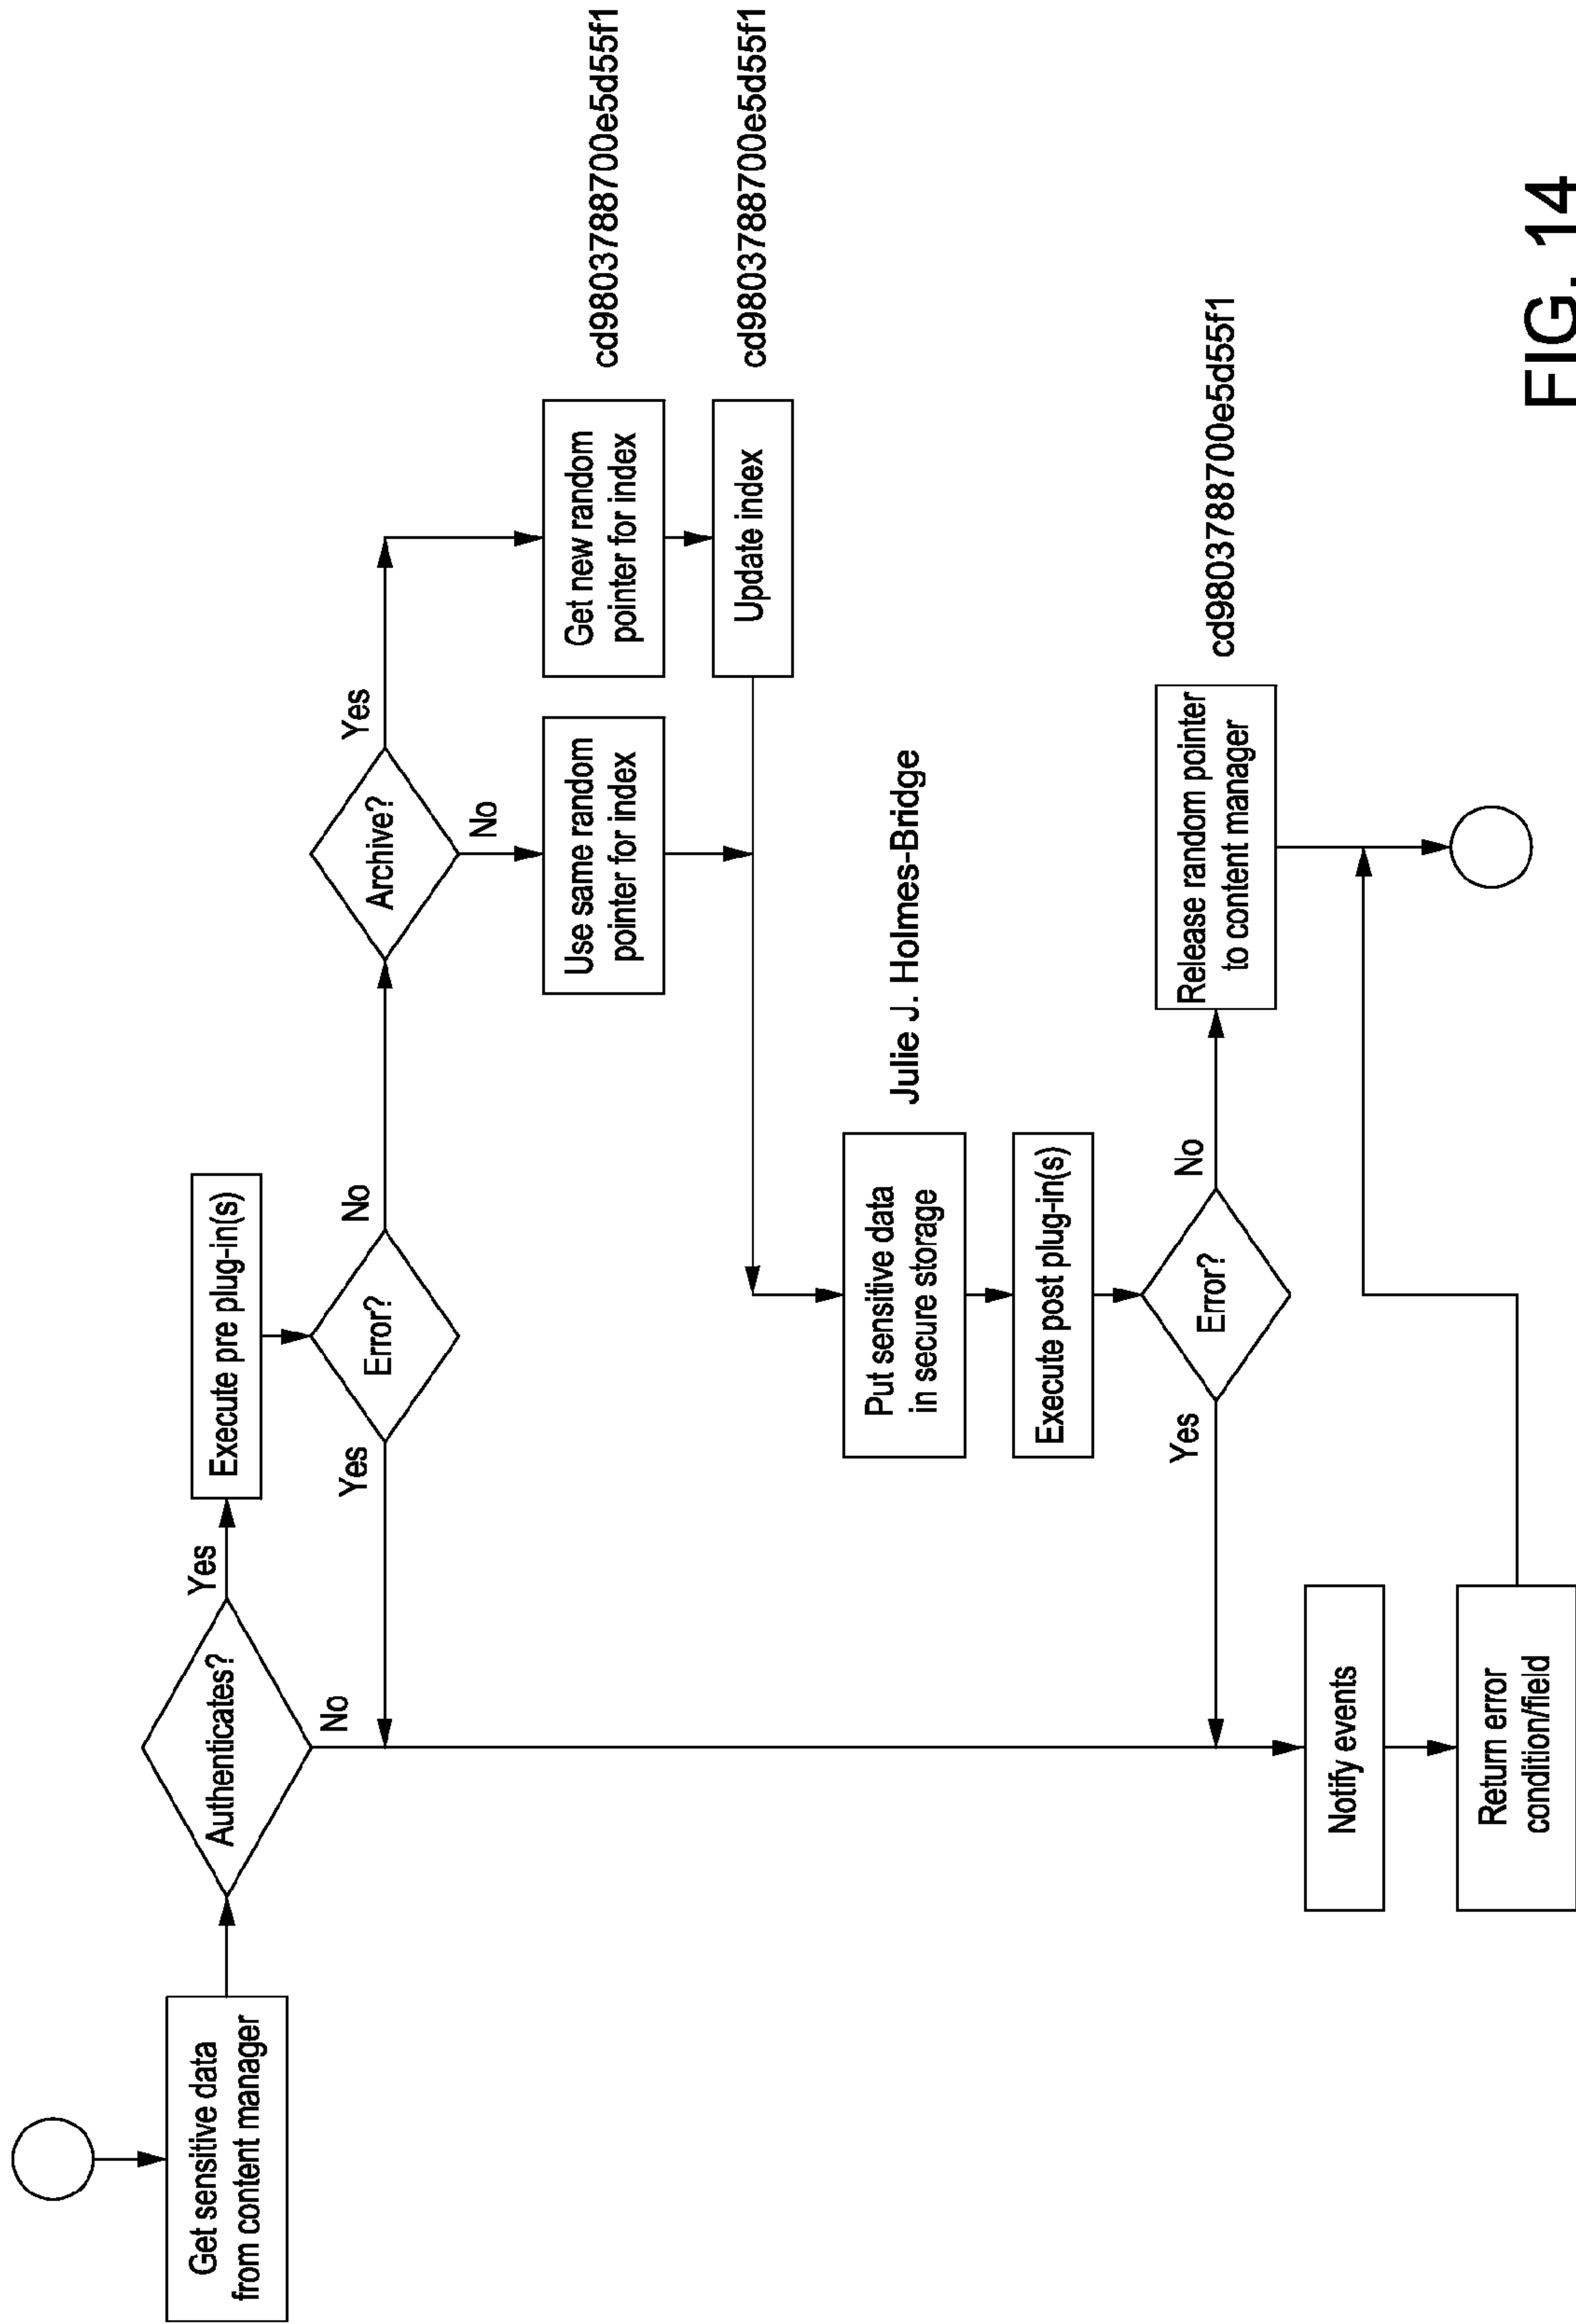 Get sensitive data
from content manager
Authenticates?
Yes
No
Execute pre plug-in(s)
Error?
Yes
No
Archive?
Yes
No
Use same random
pointer for index
Get new random
pointer for index
cd9803788700e5d55f1
Update index
cd9803788700e5d55f1
Put sensitive data
in secure storage
Julie J. Holmes-Bridge
Execute post plug-in(s)
Error?
Yes
No
Release random pointer
to content manager
cd9803788700e5d55f1
Notify events
Return error
condition/field
FIG. 14